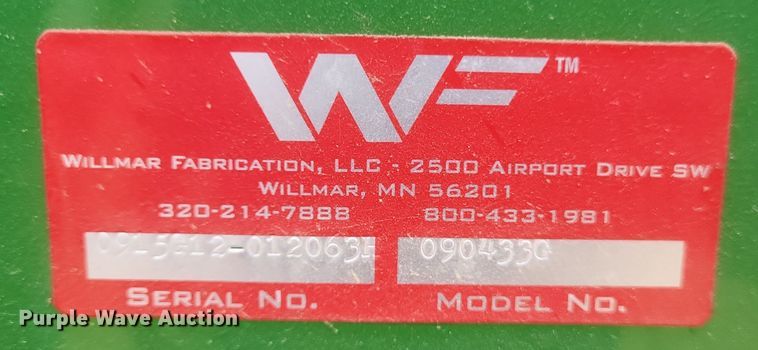 WF™
WILLMAR FABRICATION, LLC - 2500 AIRPORT DRIVE SW
WILLMAR, MN 56201
320-214-7888 800-433-1981
0904330
SERIAL NO. MODEL NO.
Purple Wave Auction